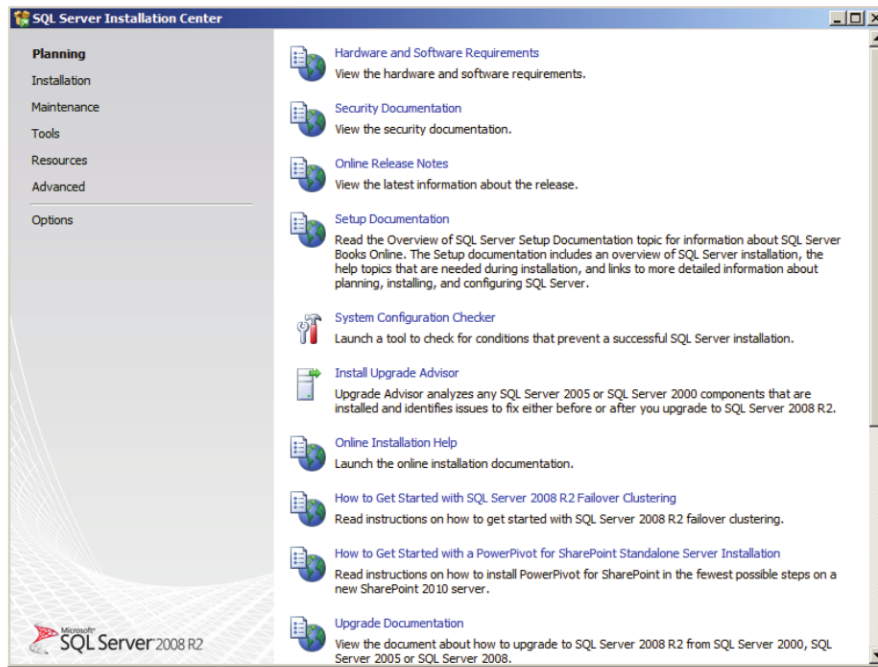 SQL Server Installation Center
Planning
Installation
Maintenance
Tools
Resources
Advanced
Options
Hardware and Software Requirements
View the hardware and software requirements.
Security Documentation
View the security documentation.
Online Release Notes
View the latest information about the release.
Setup Documentation
Read the Overview of SQL Server Setup Documentation topic for information about SQL Server
Books Online. The Setup documentation includes an overview of SQL Server installation, the
help topics that are needed during installation, and links to more detailed information about
planning, installing, and configuring SQL Server.
System Configuration Checker
Launch a tool to check for conditions that prevent a successful SQL Server installation.
Install Upgrade Advisor
Upgrade Advisor analyzes any SQL Server 2005 or SQL Server 2000 components that are
installed and identifies issues to fix either before or after you upgrade to SQL Server 2008 R2.
Online Installation Help
Launch the online installation documentation.
How to Get Started with SQL Server 2008 R2 Failover Clustering
Read instructions on how to get started with SQL Server 2008 R2 failover clustering.
How to Get Started with a PowerPivot for SharePoint Standalone Server Installation
Read instructions on how to install PowerPivot for SharePoint in the fewest possible steps on a
new SharePoint 2010 server.
Upgrade Documentation
View the document about how to upgrade to SQL Server 2008 R2 from SQL Server 2000, SQL
Server 2005 or SQL Server 2008.
Microsoft
SQL Server 2008 R2